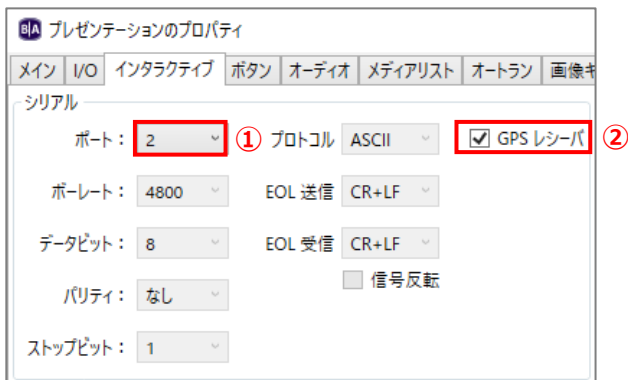 B|A プレゼンテーションのプロパティ
メイン I/O インタラクティブ ボタン オーディオ メディアリスト オートラン 画像キ
シリアル
ポート： 2 ① プロトコル ASCII ✓ GPS レシーバ ②
ボーレート： 4800 EOL 送信 CR+LF
データビット： 8 EOL 受信 CR+LF
パリティ： なし 信号反転
ストップビット： 1